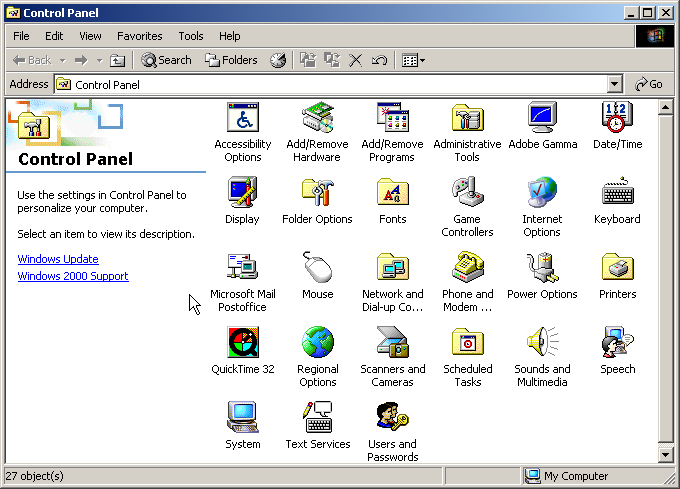 Control Panel
File Edit View Favorites Tools Help
Back Search Folders
Address Control Panel Go
Control Panel
Use the settings in Control Panel to
personalize your computer.
Select an item to view its description.
Windows Update
Windows 2000 Support
Accessibility
Options
Add/Remove
Hardware
Add/Remove
Programs
Administrative
Tools
Adobe Gamma
Date/Time
Display
Folder Options
Fonts
Game
Controllers
Internet
Options
Keyboard
Microsoft Mail
Postoffice
Mouse
Network and
Dial-up Co...
Phone and
Modem ...
Power Options
Printers
QuickTime 32
Regional
Options
Scanners and
Cameras
Scheduled
Tasks
Sounds and
Multimedia
Speech
System
Text Services
Users and
Passwords
27 object(s) My Computer